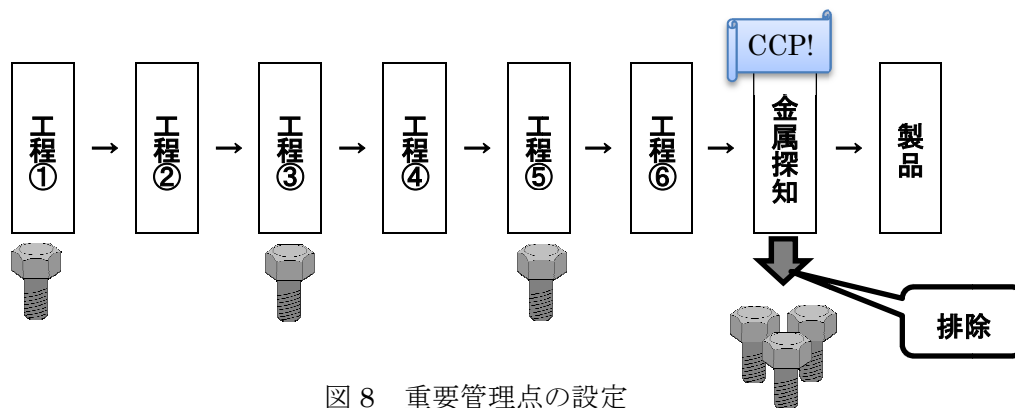 CCP!
工程①
→
工程②
→
工程③
→
工程④
→
工程⑤
→
工程⑥
→
金属探知
→
製品
排除
図 8　重要管理点の設定